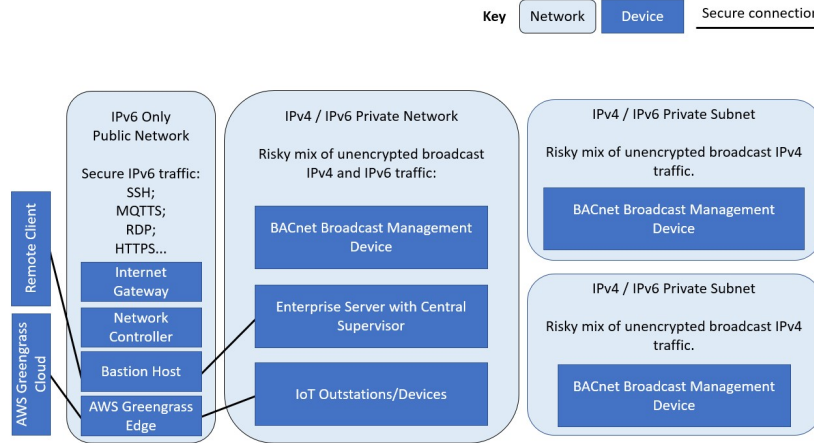 Key
Network
Device
Secure connection
IPv6 Only
Public Network
Secure IPv6 traffic:
SSH;
MQTTS;
RDP;
HTTPS...
Internet
Gateway
Network
Controller
Bastion Host
AWS Greengrass
Edge
Remote Client
AWS Greengrass
Cloud
IPv4 / IPv6 Private Network
Risky mix of unencrypted broadcast
IPv4 and IPv6 traffic:
BACnet Broadcast Management
Device
Enterprise Server with Central
Supervisor
IoT Outstations/Devices
IPv4 / IPv6 Private Subnet
Risky mix of unencrypted broadcast IPv4
traffic.
BACnet Broadcast Management
Device
IPv4 / IPv6 Private Subnet
Risky mix of unencrypted broadcast IPv4
traffic.
BACnet Broadcast Management
Device